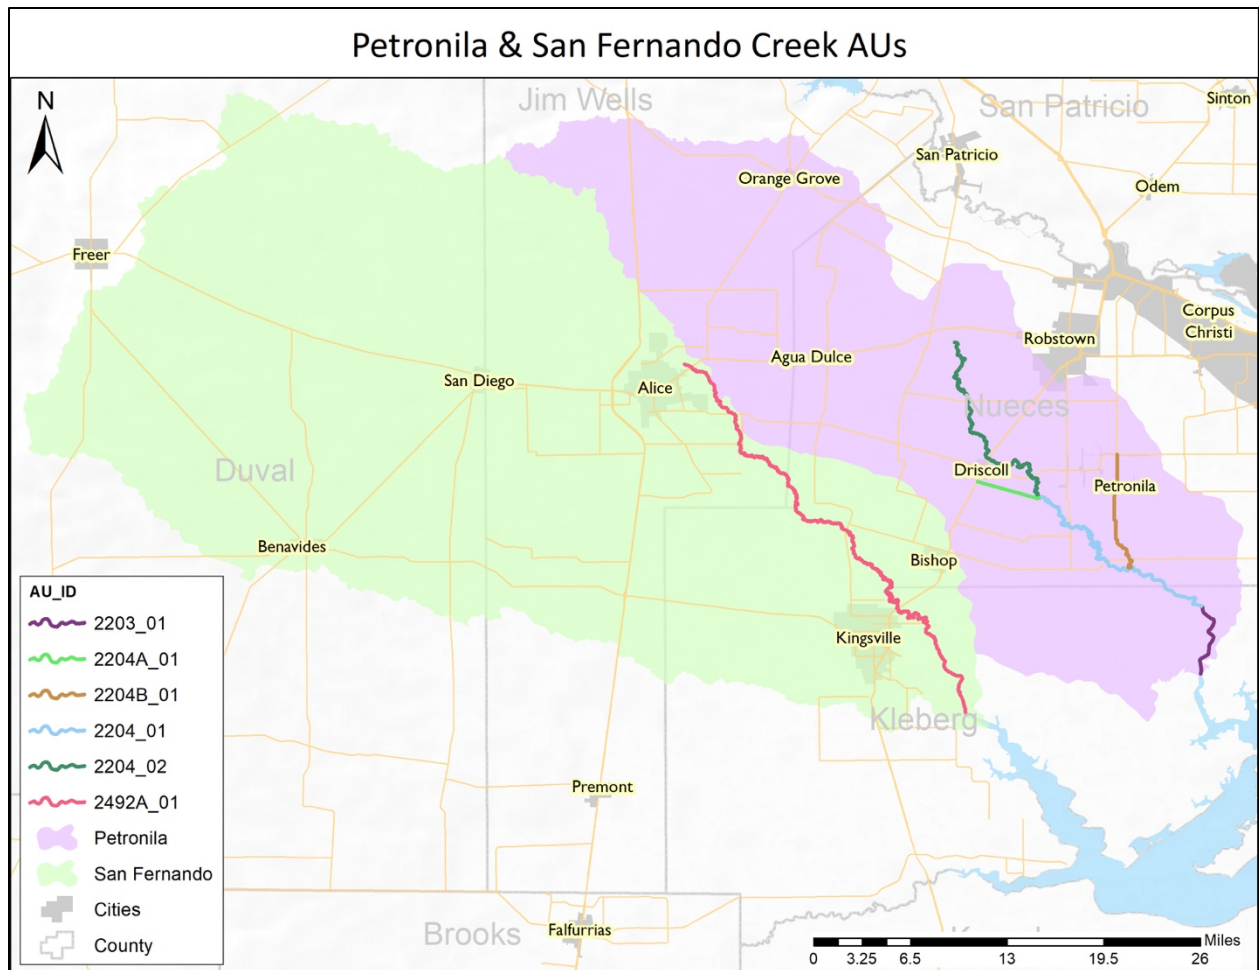 Petronila & San Fernando Creek AUs
N
Jim Wells
San Patricio
Sinton
San Patricio
Orange Grove
Odem
Freer
Corpus
Christi
Robstown
Agua Dulce
San Diego
Alice
Nueces
Duval
Driscoll
Petronila
Benavides
Bishop
Kingsville
Kleberg
Premont
Brooks
Falfurrias
AU_ID
2203_01
2204A_01
2204B_01
2204_01
2204_02
2492A_01
Petronila
San Fernando
Cities
County
Miles
0 3.25 6.5 13 19.5 26